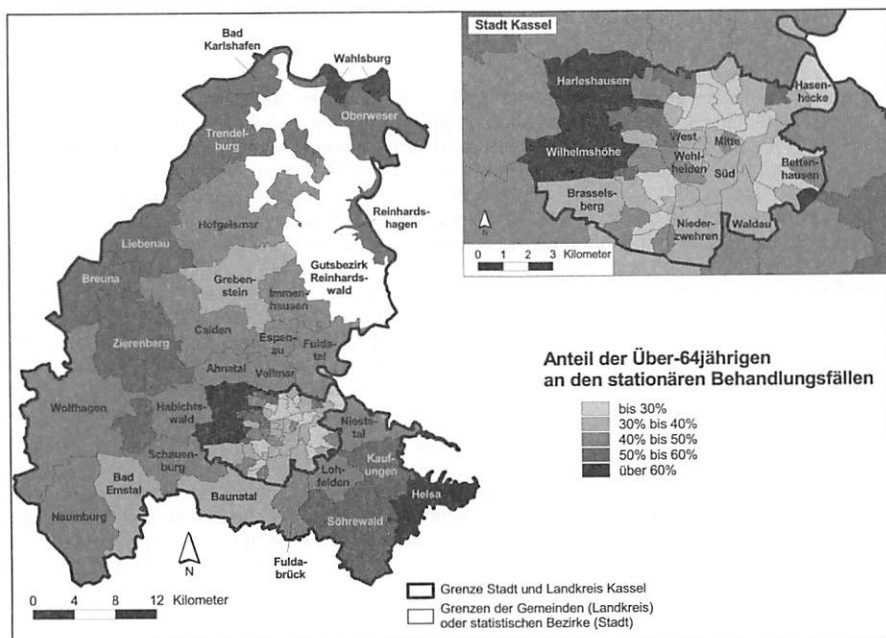 Bad
Karlshafen
Wahlsburg
Oberweser
Trendel-
burg
Reinhards-
hagen
Hofgeismar
Liebenau
Gutsbezirk
Reinhards-
wald
Breuna
Greben-
stein
Immen-
hausen
Zierenberg
Calden
Espen-
au
Fulda-
tal
Ahnatal
Vellmar
Wolfhagen
Habichts-
wald
Nieste-
tal
Schauen-
burg
Kauf-
ungen
Loh-
felden
Bad
Emstal
Baunatal
Helsa
Naumburg
Söhrewald
Fulda-
brück
N
0 4 8 12 Kilometer
Stadt Kassel
Harleshausen
Hasen-
hecke
West
Mitte
Wilhelmshöhe
Wehl-
heiden
Süd
Betten-
hausen
Brassels-
berg
Nieder-
zwehren
Waldau
N
0 1 2 3 Kilometer
Anteil der Über-64jährigen
an den stationären Behandlungsfällen
bis 30%
30% bis 40%
40% bis 50%
50% bis 60%
über 60%
Grenze Stadt und Landkreis Kassel
Grenzen der Gemeinden (Landkreis)
oder statistischen Bezirke (Stadt)